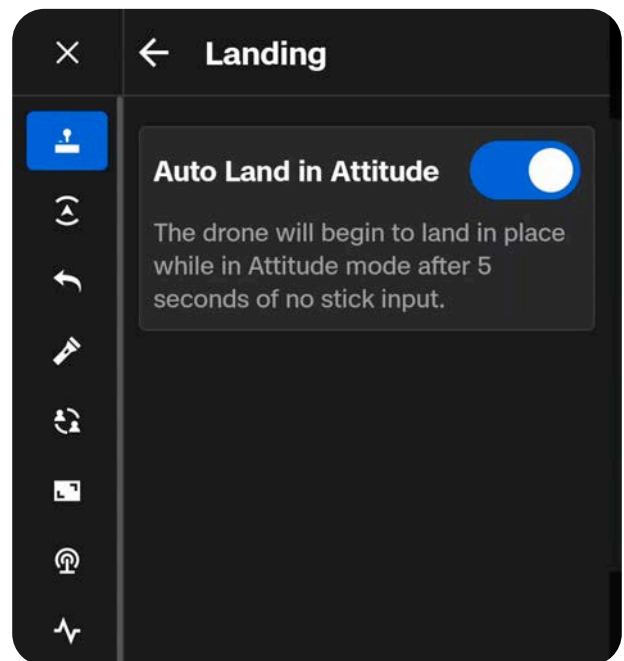 Landing
Auto Land in Attitude
The drone will begin to land in place
while in Attitude mode after 5
seconds of no stick input.